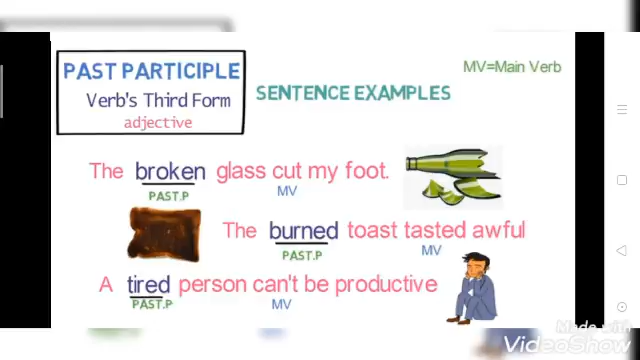 PAST PARTICIPLE
Verb's Third Form
adjective
SENTENCE EXAMPLES
MV=Main Verb
The broken glass cut my foot.
PAST.P MV
The burned toast tasted awful
PAST.P MV
A tired person can't be productive
PAST.P MV
Made with
VideoShow